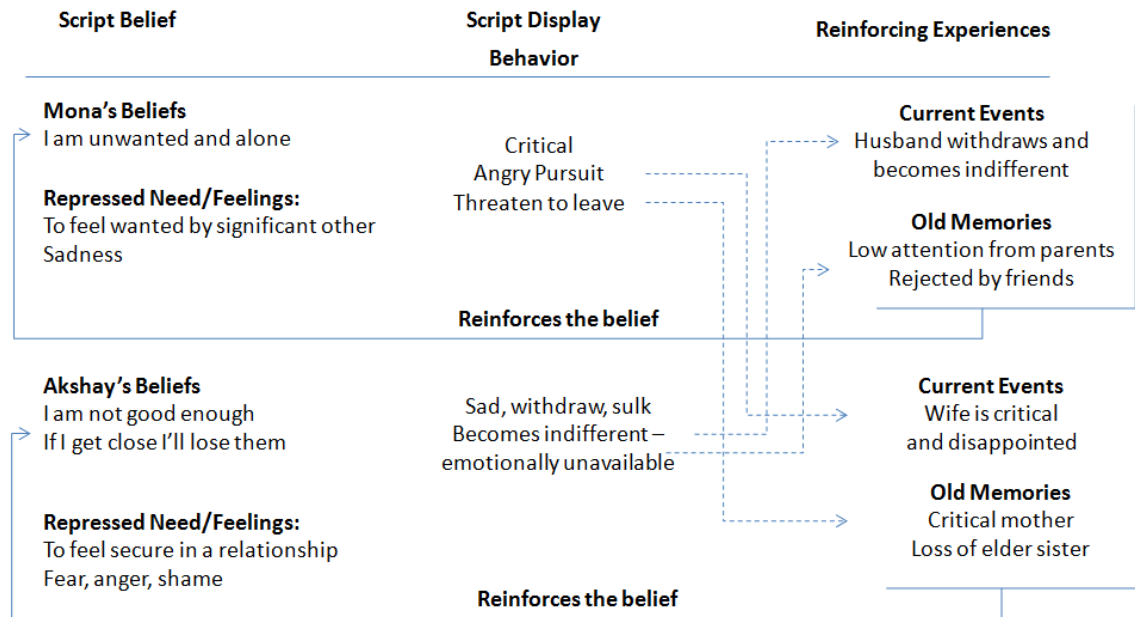 Script Belief
Script Display
Behavior
Reinforcing Experiences
Mona's Beliefs
I am unwanted and alone
Repressed Need/Feelings:
To feel wanted by significant other
Sadness
Critical
Angry Pursuit
Threaten to leave
Current Events
Husband withdraws and
becomes indifferent
Old Memories
Low attention from parents
Rejected by friends
Reinforces the belief
Akshay's Beliefs
I am not good enough
If I get close I'll lose them
Repressed Need/Feelings:
To feel secure in a relationship
Fear, anger, shame
Sad, withdraw, sulk
Becomes indifferent –
emotionally unavailable
Current Events
Wife is critical
and disappointed
Old Memories
Critical mother
Loss of elder sister
Reinforces the belief